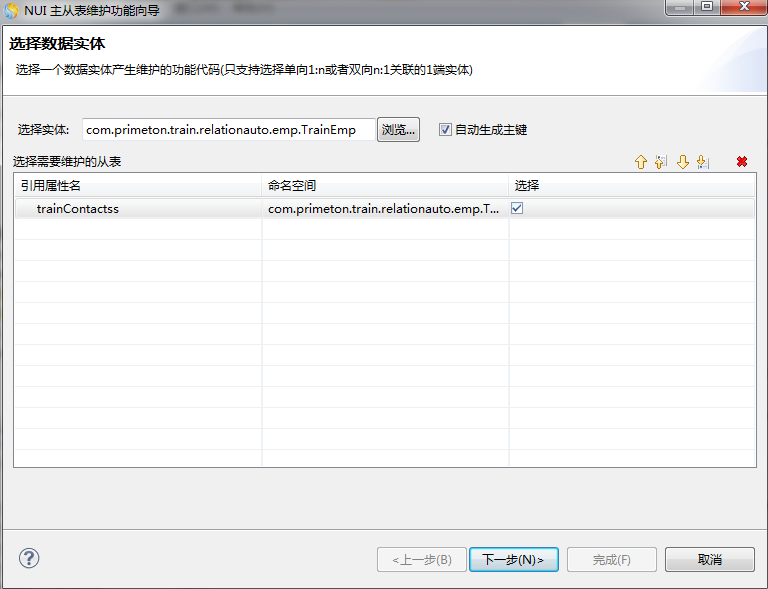 NUI 主从表维护功能向导
选择数据实体
选择一个数据实体产生维护的功能代码(只支持选择单向1:n或者双向n:1关联的1端实体)
选择实体: com.primeton.train.relationauto.emp.TrainEmp 浏览... 自动生成主键
选择需要维护的从表
引用属性名 命名空间 选择
trainContactss com.primeton.train.relationauto.emp.T...
<上一步(B) 下一步(N)> 完成(F) 取消